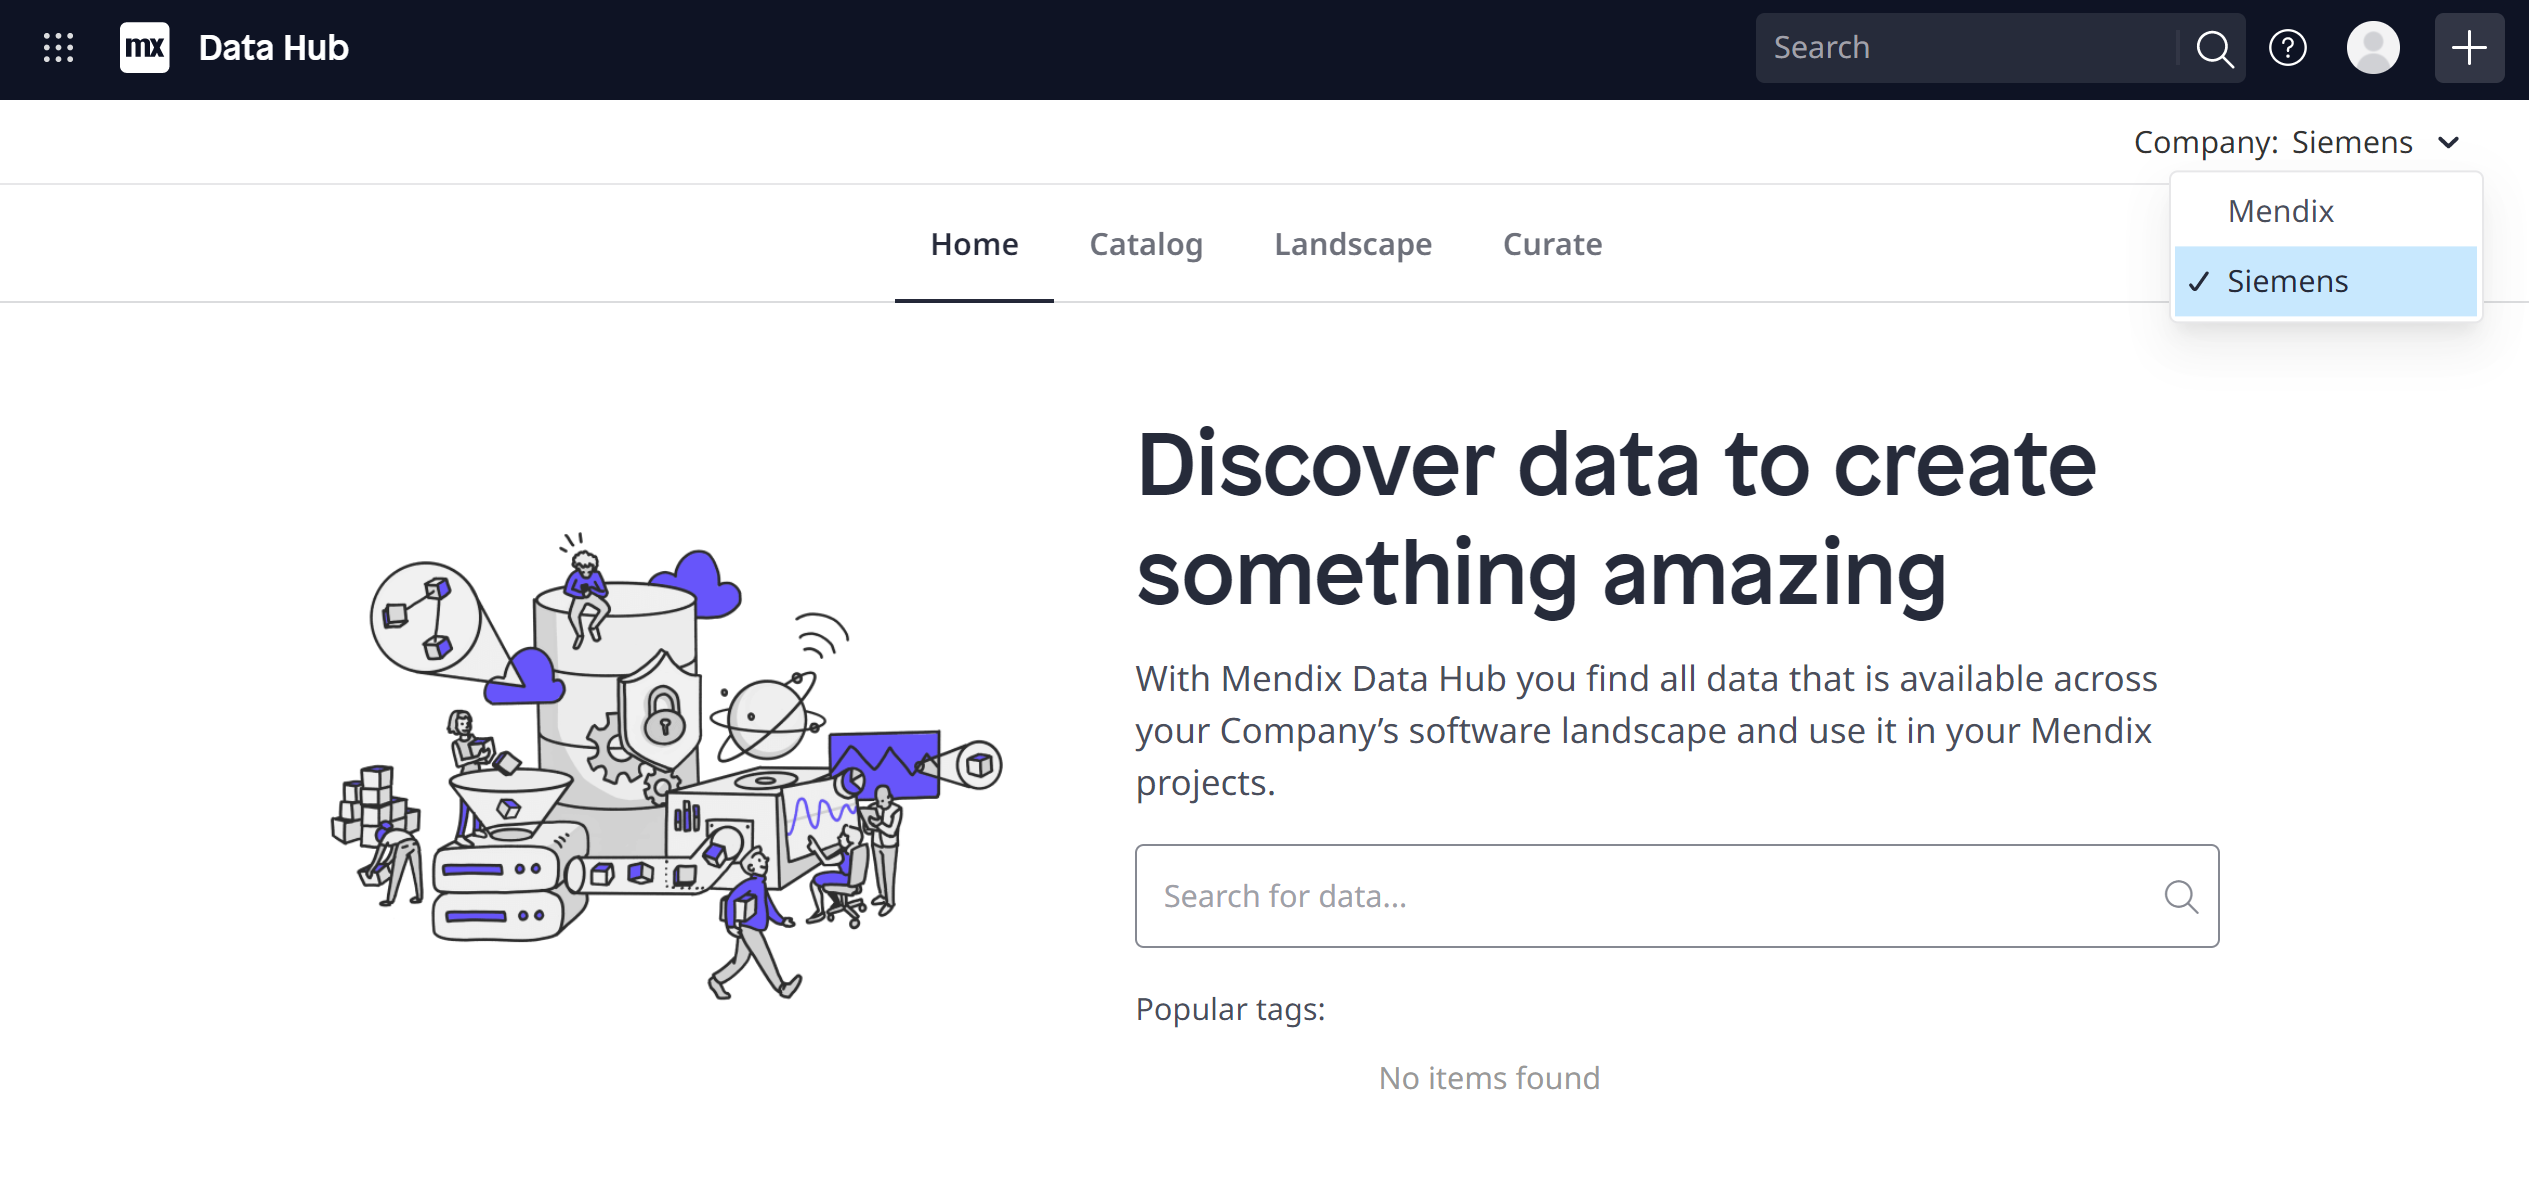 mx Data Hub Search
Company: Siemens
Mendix
Siemens
Home Catalog Landscape Curate
Discover data to create
something amazing
With Mendix Data Hub you find all data that is available across
your Company’s software landscape and use it in your Mendix
projects.
Search for data...
Popular tags:
No items found